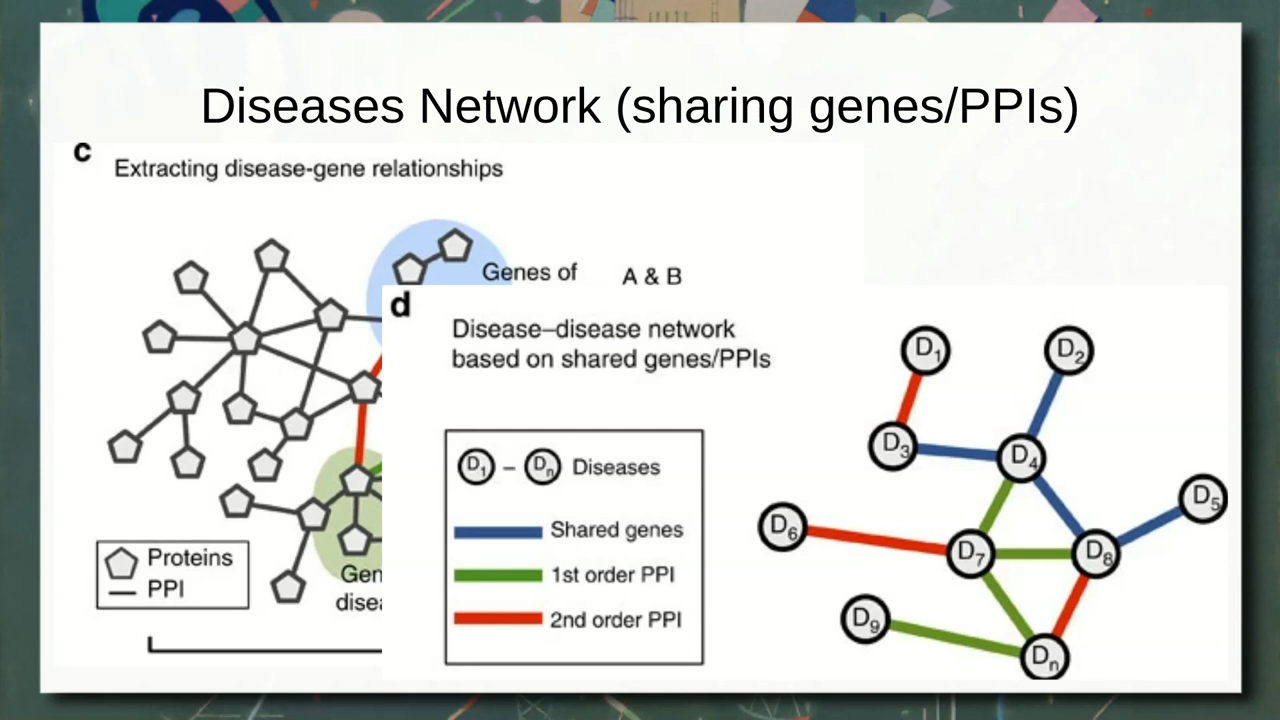 Diseases Network (sharing genes/PPIs)
c
Extracting disease-gene relationships
Genes of A & B
Proteins
PPI
d
Disease–disease network
based on shared genes/PPIs
D1 – Dn Diseases
Shared genes
1st order PPI
2nd order PPI
D1
D2
D3
D4
D5
D6
D7
D8
D9
Dn